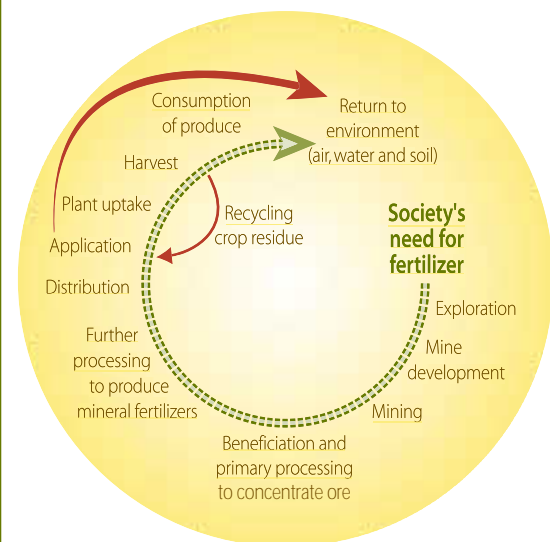 Society's
need for
fertilizer
Exploration
Mine
development
Mining
Beneficiation and
primary processing
to concentrate ore
Further
processing
to produce
mineral fertilizers
Distribution
Application
Plant uptake
Harvest
Recycling
crop residue
Consumption
of produce
Return to
environment
(air, water and soil)